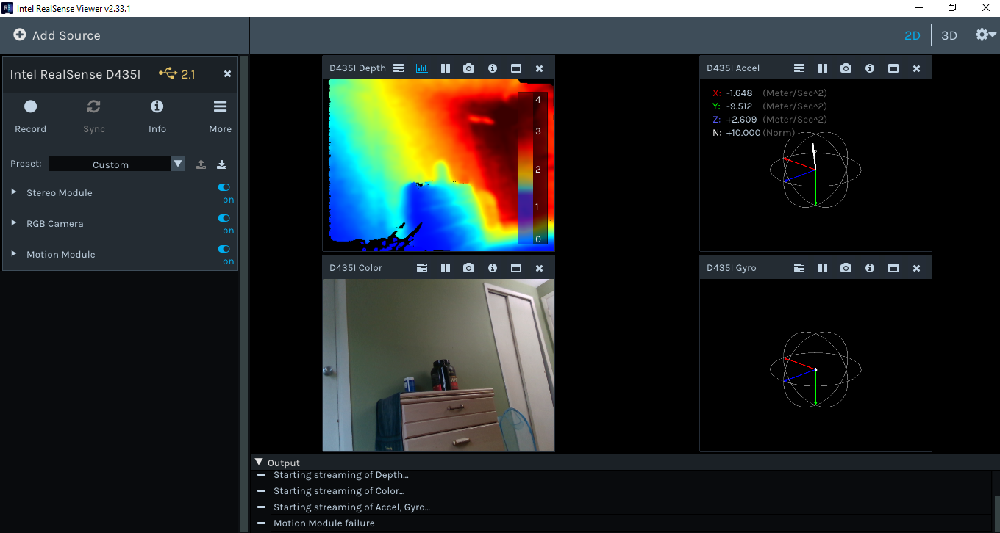 Intel RealSense Viewer v2.33.1
Add Source
2D 3D
Intel RealSense D435I 2.1
Record Sync Info More
Preset: Custom
Stereo Module
on
RGB Camera
on
Motion Module
on
D435I Depth
4
3
2
1
0
D435I Accel
X: -1.648 (Meter/Sec^2)
Y: -9.512 (Meter/Sec^2)
Z: +2.609 (Meter/Sec^2)
N: +10.000 (Norm)
D435I Color
D435I Gyro
Output
Starting streaming of Depth...
Starting streaming of Color...
Starting streaming of Accel, Gyro...
Motion Module failure